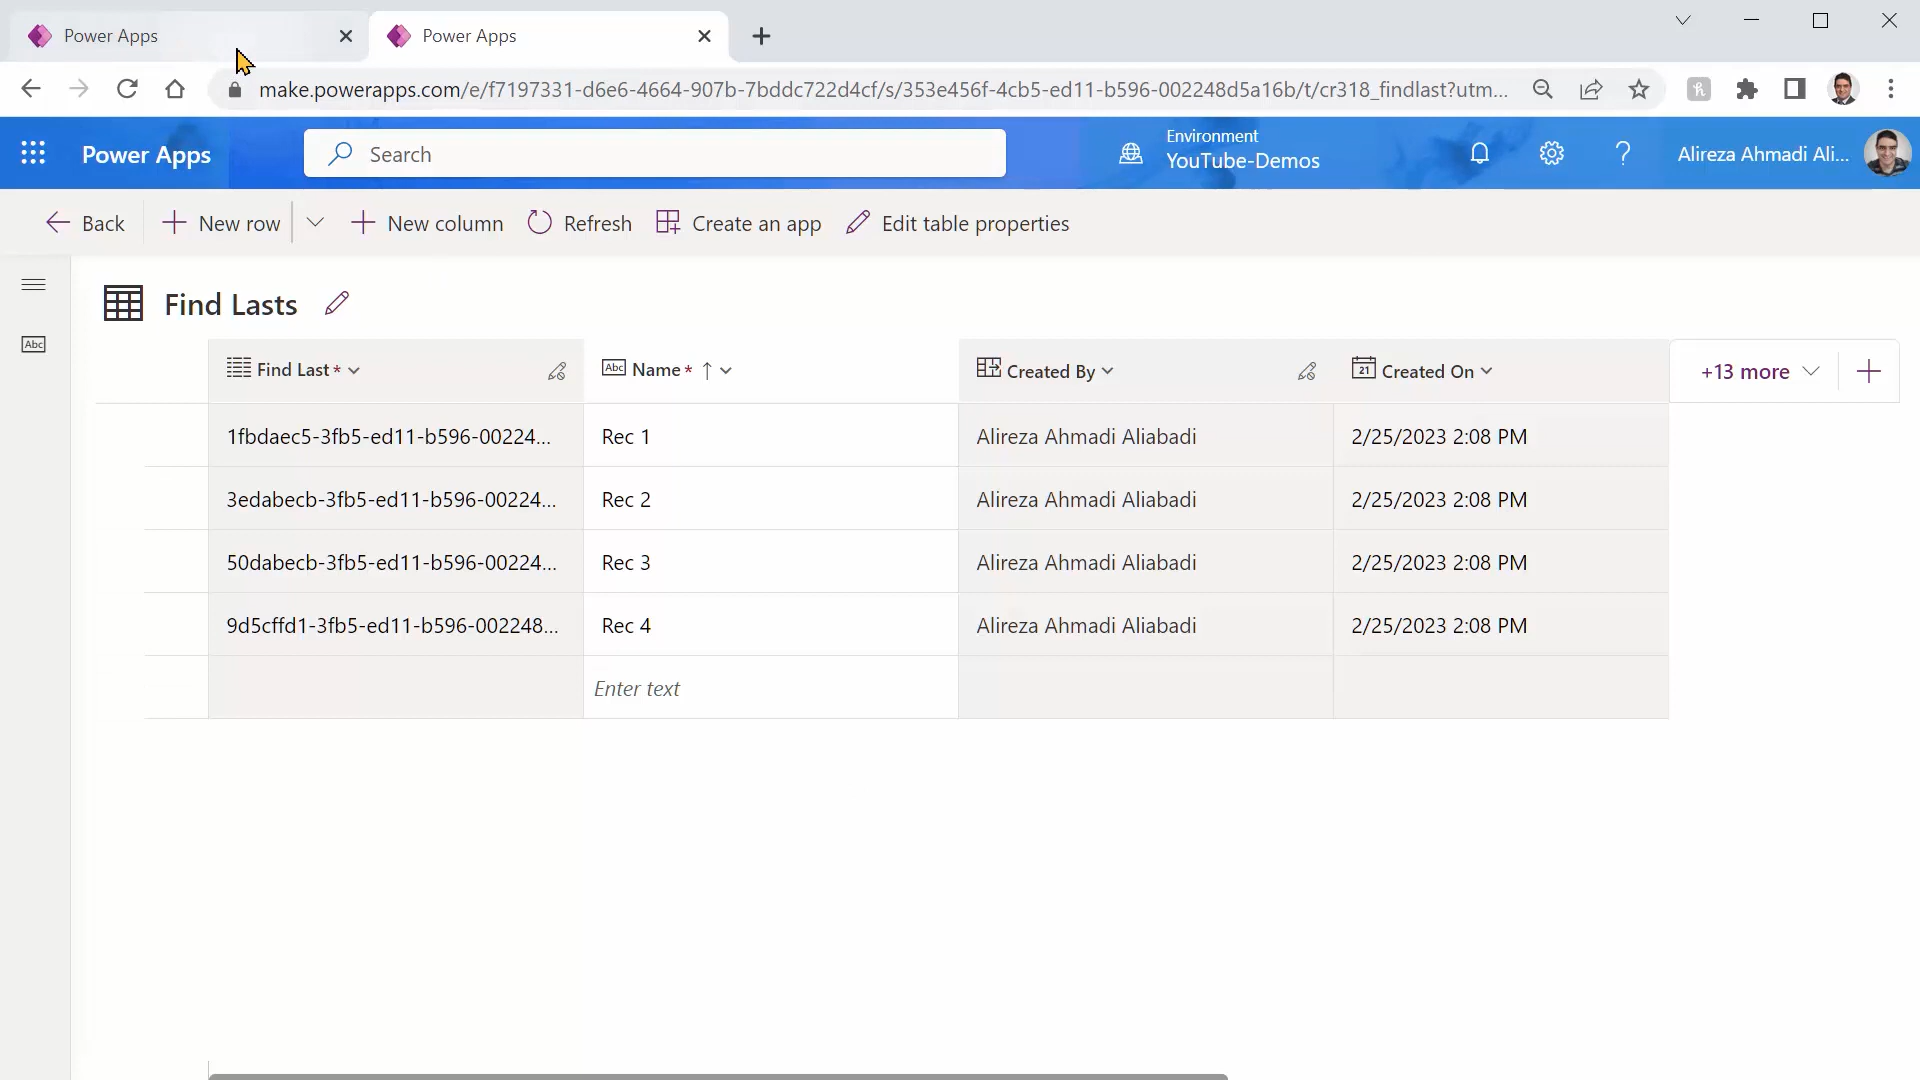 Power Apps
Power Apps
make.powerapps.com/e/f7197331-d6e6-4664-907b-7bddc722d4cf/s/353e456f-4cb5-ed11-b596-002248d5a16b/t/cr318_findlast?utm...
Power Apps
Search
Environment
YouTube-Demos
?
Alireza Ahmadi Ali...
Back
New row
New column
Refresh
Create an app
Edit table properties
Abc
Find Lasts
Find Last *
Abc Name * ↑
Created By
21 Created On
+13 more
1fbdaec5-3fb5-ed11-b596-00224... Rec 1 Alireza Ahmadi Aliabadi 2/25/2023 2:08 PM
3edabecb-3fb5-ed11-b596-00224... Rec 2 Alireza Ahmadi Aliabadi 2/25/2023 2:08 PM
50dabecb-3fb5-ed11-b596-00224... Rec 3 Alireza Ahmadi Aliabadi 2/25/2023 2:08 PM
9d5cffd1-3fb5-ed11-b596-002248... Rec 4 Alireza Ahmadi Aliabadi 2/25/2023 2:08 PM
Enter text